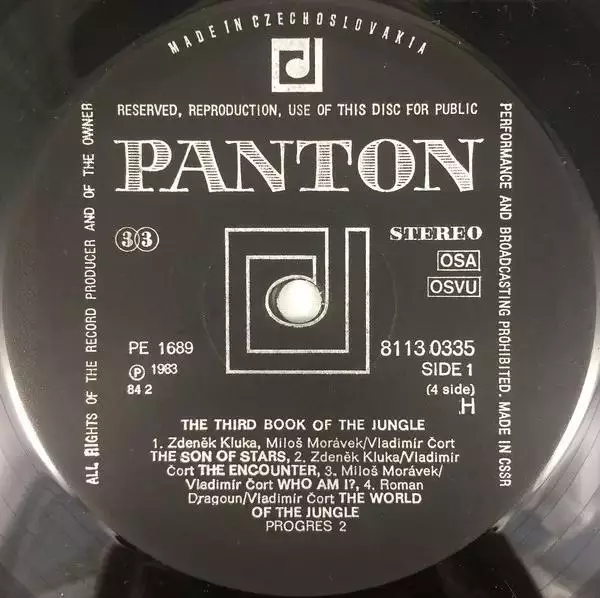 MADE IN CZECHOSLOVAKIA
RESERVED, REPRODUCTION, USE OF THIS DISC FOR PUBLIC
PERFORMANCE AND BROADCASTING PROHIBITED. MADE IN CSSR
ALL RIGHTS OF THE RECORD PRODUCER AND OF THE OWNER
PANTON
33
STEREO
OSA
OSVU
PE 1689
℗ 1983
84 2
8113 0335
SIDE 1
(4 side)
H
THE THIRD BOOK OF THE JUNGLE
1. Zdeněk Kluka, Miloš Morávek/Vladimír Čort
THE SON OF STARS, 2. Zdeněk Kluka/Vladimír
Čort THE ENCOUNTER, 3. Miloš Morávek/
Vladimír Čort WHO AM I?, 4. Roman
Dragoun/Vladimír Čort THE WORLD
OF THE JUNGLE
PROGRES 2